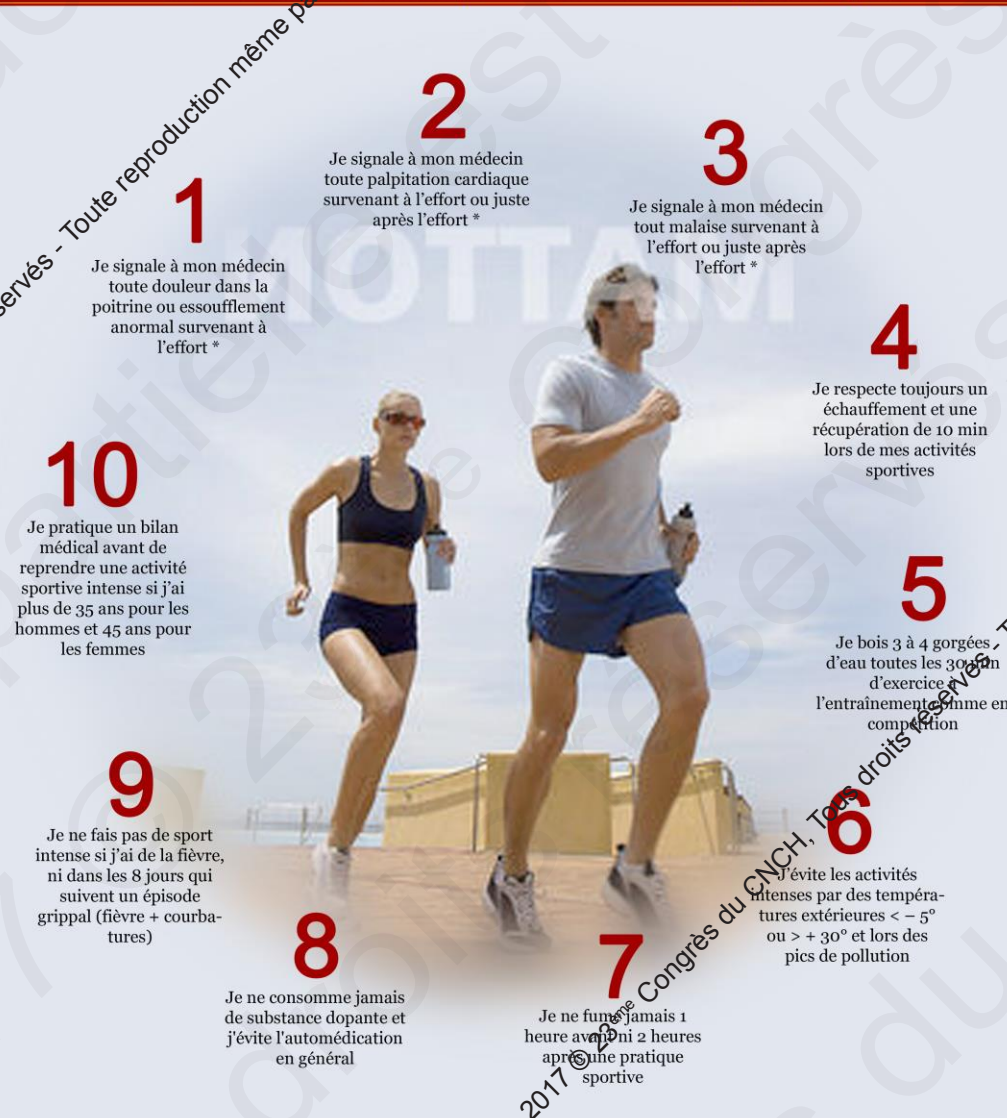 servés - Toute reproduction même
1
Je signale à mon médecin
toute douleur dans la
poitrine ou essoufflement
anormal survenant à
l'effort *
2
Je signale à mon médecin
toute palpitation cardiaque
survenant à l'effort ou juste
après l'effort *
3
Je signale à mon médecin
tout malaise survenant à
l'effort ou juste après
l'effort *
4
Je respecte toujours un
échauffement et une
récupération de 10 min
lors de mes activités
sportives
5
Je bois 3 à 4 gorgées
d'eau toutes les 30 min
d'exercice à
l'entraînement comme en
compétition
6
J'évite les activités
intenses par des tempéra-
tures extérieures < – 5°
ou > + 30° et lors des
pics de pollution
7
Je ne fume jamais 1
heure avant ni 2 heures
après une pratique
sportive
8
Je ne consomme jamais
de substance dopante et
j'évite l'automédication
en général
9
Je ne fais pas de sport
intense si j'ai de la fièvre,
ni dans les 8 jours qui
suivent un épisode
grippal (fièvre + courba-
tures)
10
Je pratique un bilan
médical avant de
reprendre une activité
sportive intense si j'ai
plus de 35 ans pour les
hommes et 45 ans pour
les femmes
2017 © 23ème Congrès du CNCH, Tous droits réservés -